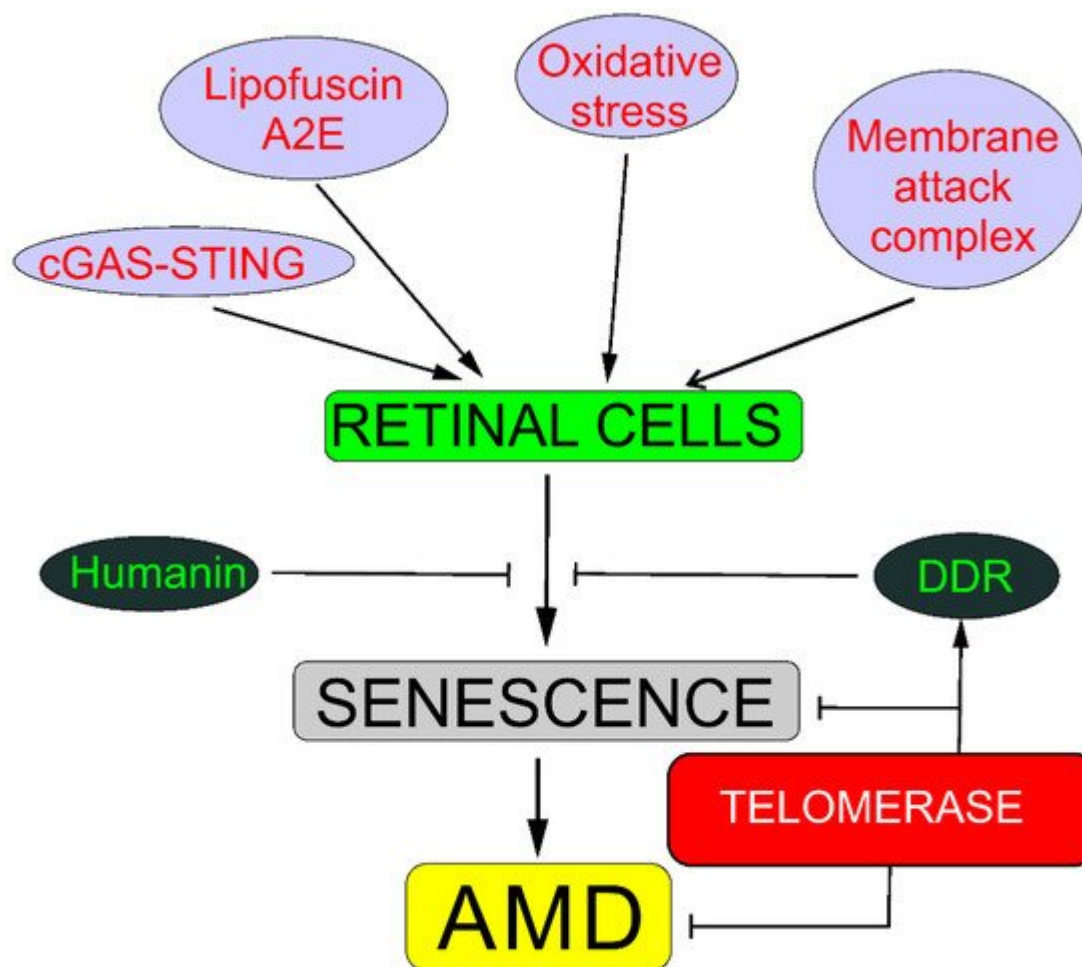 Lipofuscin
A2E
Oxidative
stress
Membrane
attack
complex
cGAS-STING
RETINAL CELLS
Humanin
DDR
SENESCENCE
TELOMERASE
AMD